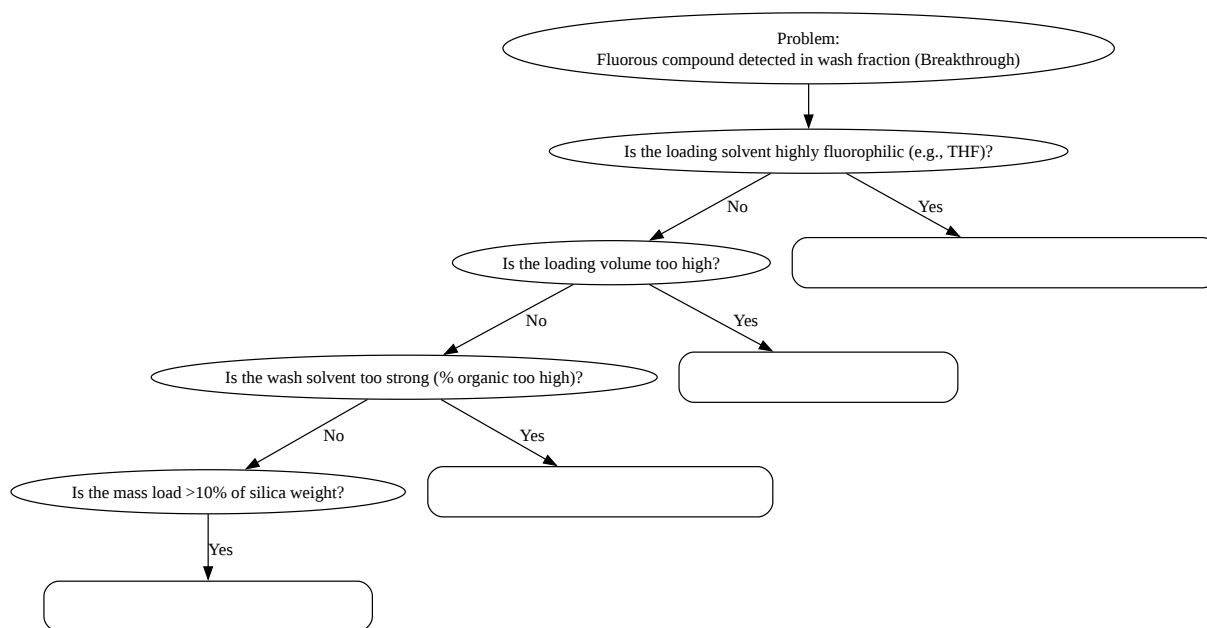 Problem:
Fluorous compound detected in wash fraction (Breakthrough)
Is the loading solvent highly fluorophilic (e.g., THF)?
No
Yes
Is the loading volume too high?
No
Yes
Is the wash solvent too strong (% organic too high)?
No
Yes
Is the mass load >10% of silica weight?
Yes